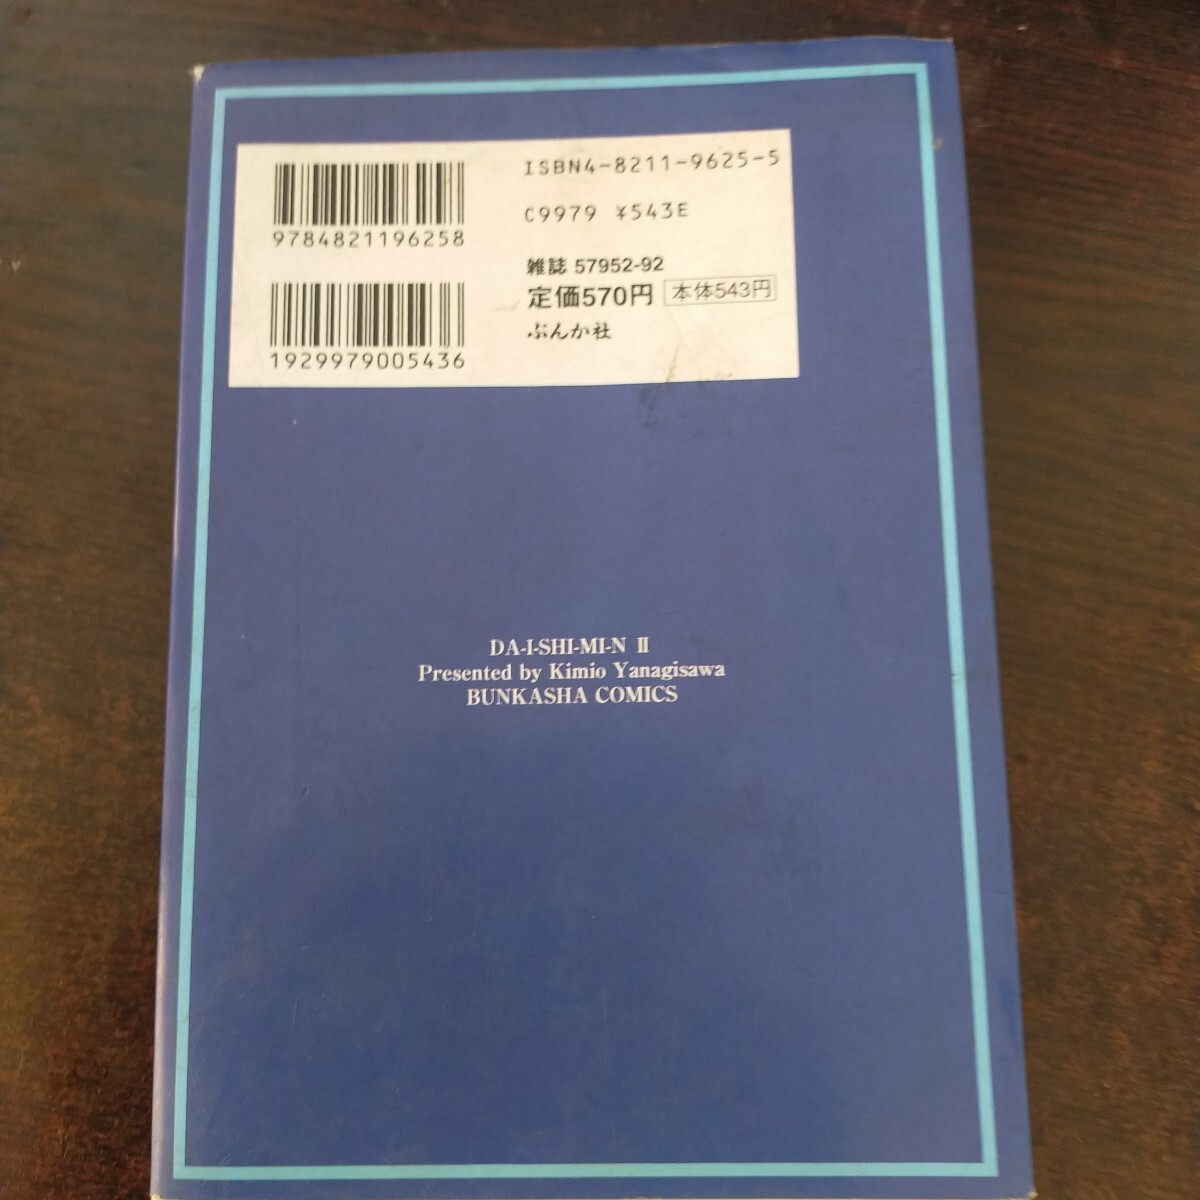 ISBN4-8211-9625-5
9784821196258
C9979 ¥543E
雑誌 57952-92
定価570円 本体543円
ぶんか社
1929979005436
DA-I-SHI-MI-N II
Presented by Kimio Yanagisawa
BUNKASHA COMICS